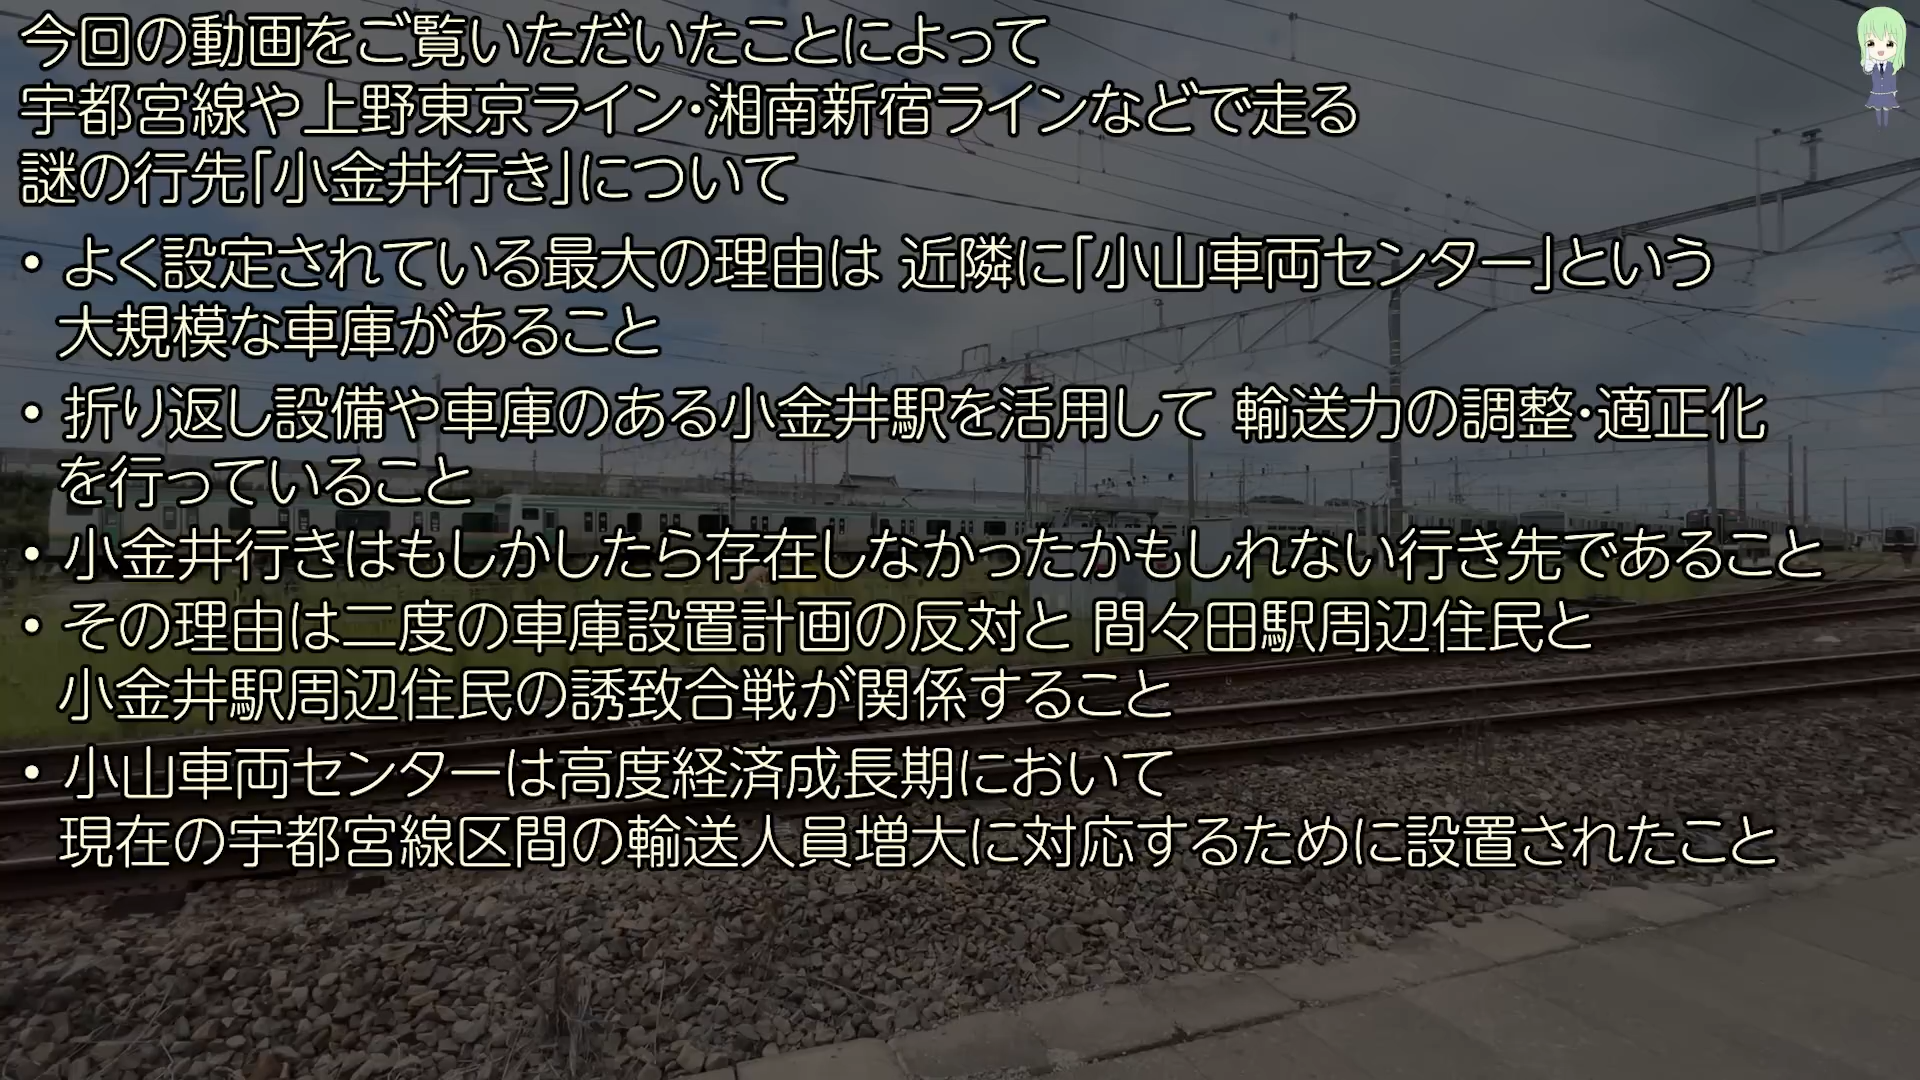 今回の動画をご覧いただいたことによって
宇都宮線や上野東京ライン・湘南新宿ラインなどで走る
謎の行先「小金井行き」について
・よく設定されている最大の理由は 近隣に「小山車両センター」という
大規模な車庫があること
・折り返し設備や車庫のある小金井駅を活用して 輸送力の調整・適正化
を行っていること
・小金井行きはもしかしたら存在しなかったかもしれない行き先であること
・その理由は二度の車庫設置計画の反対と 間々田駅周辺住民と
小金井駅周辺住民の誘致合戦が関係すること
・小山車両センターは高度経済成長期において
現在の宇都宮線区間の輸送人員増大に対応するために設置されたこと